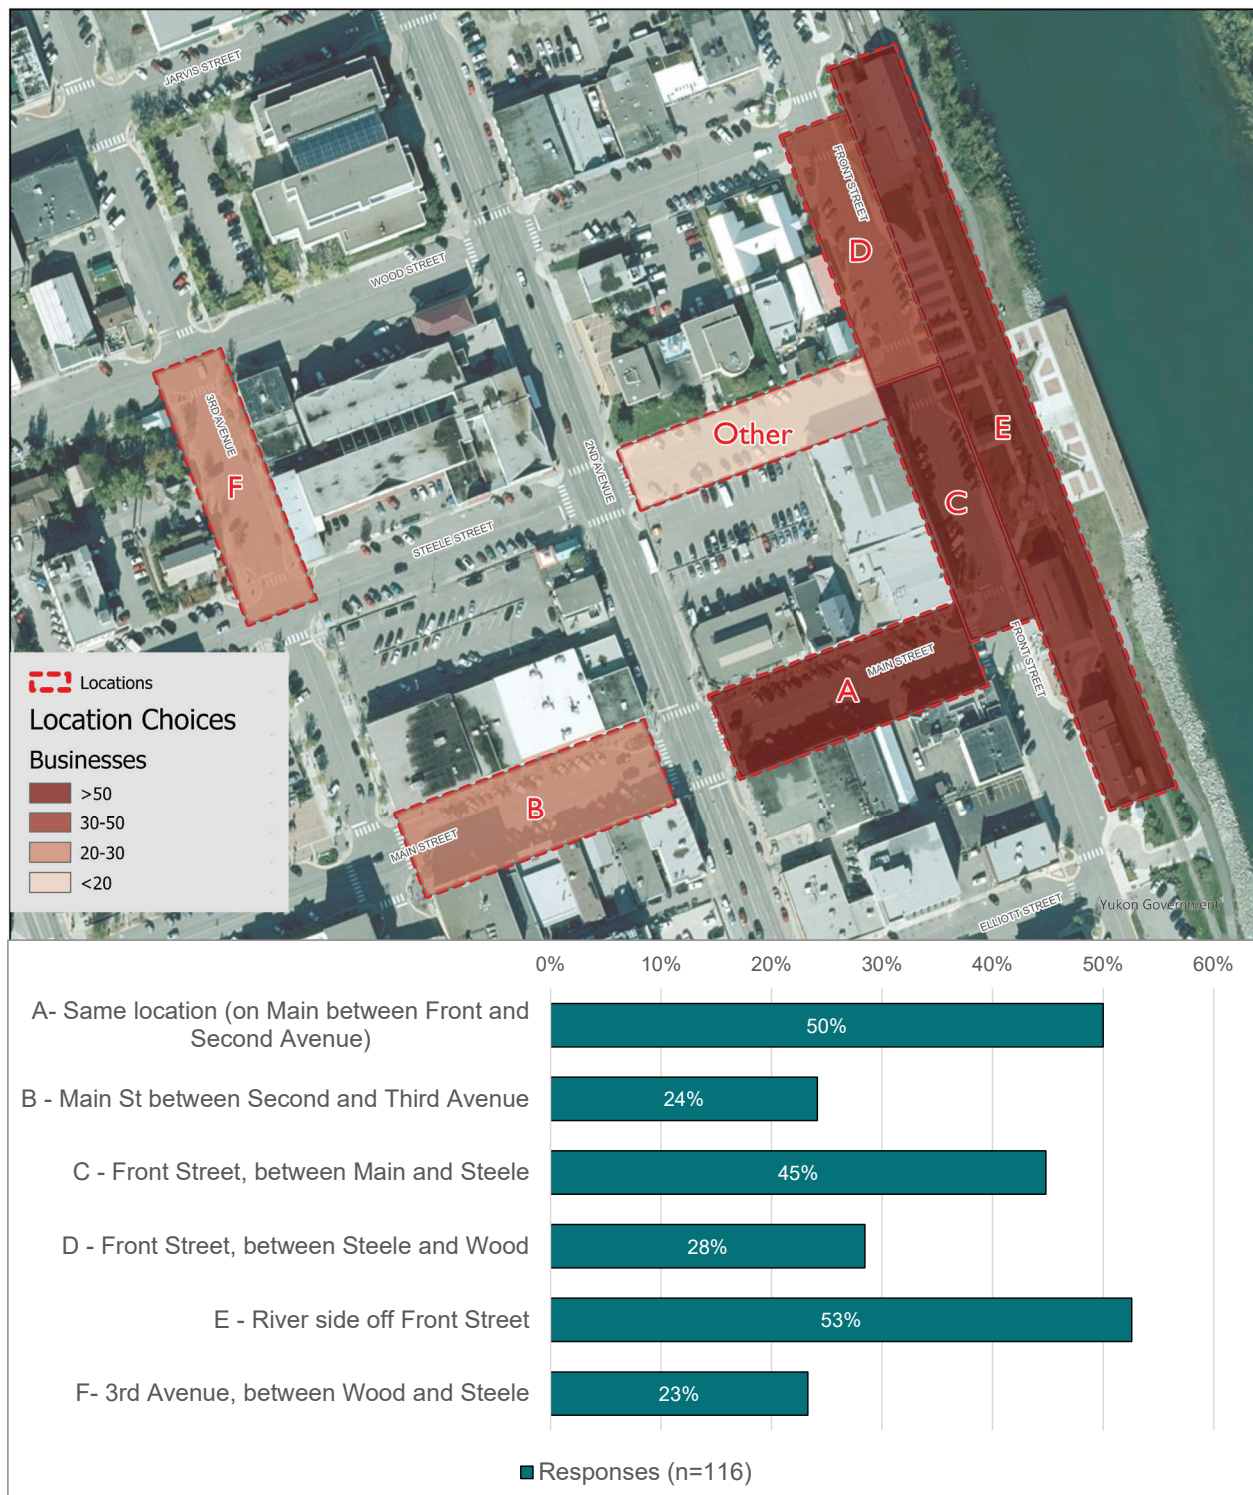 JARVIS STREET
FRONT STREET
D
WOOD STREET
3RD AVENUE
F
Other
E
2ND AVENUE
C
STEELE STREET
MAIN STREET
A
FRONT STREET
B
MAIN STREET
ELLIOTT STREET
Yukon Government
Locations
Location Choices
Businesses
>50
30-50
20-30
<20
0% 10% 20% 30% 40% 50% 60%
A- Same location (on Main between Front and
Second Avenue)
50%
B - Main St between Second and Third Avenue
24%
C - Front Street, between Main and Steele
45%
D - Front Street, between Steele and Wood
28%
E - River side off Front Street
53%
F- 3rd Avenue, between Wood and Steele
23%
Responses (n=116)